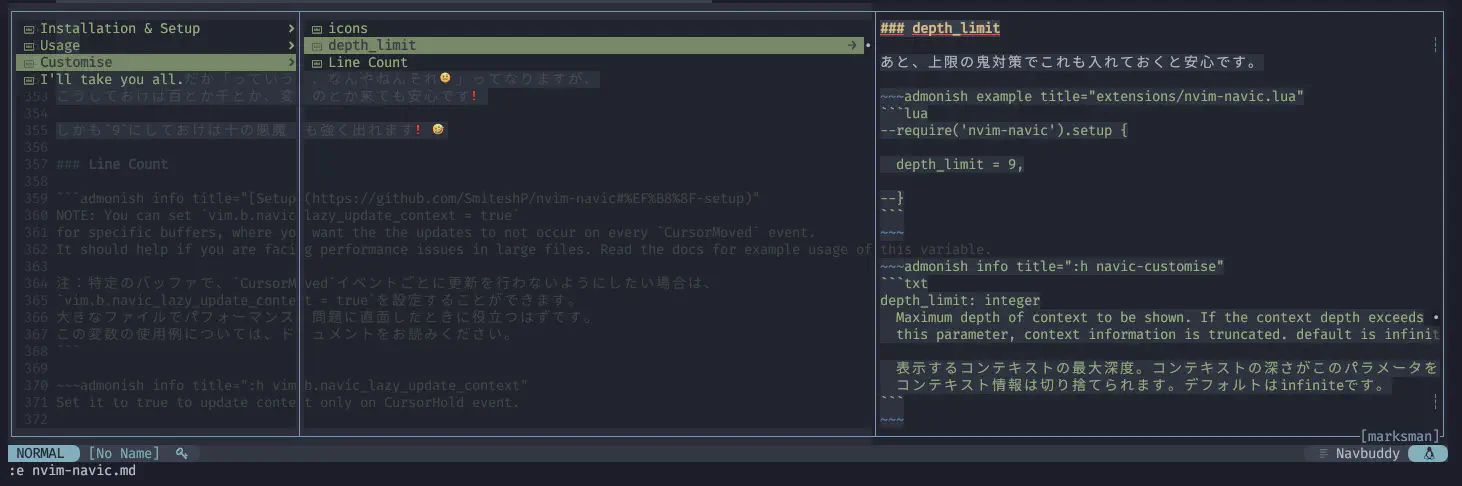 Installation & Setup
Usage
Customise
I'll take you all.
icons
depth_limit
Line Count
だか「っていう 、なんやねんそれ😉」ってなりますが、
353 こうしておけは百とか千とか、変 のとか来ても安心です❗
354
355 しかも`9`にしておけは十の悪魔 も強く出れます❗ 🤣
356
357 ### Line Count
358
359 ```admonish info title="[Setup (https://github.com/SmiteshP/nvim-navic#%EF%B8%8F-setup)"
360 NOTE: You can set `vim.b.navic lazy_update_context = true`
361 for specific buffers, where yo want the the updates to not occur on every `CursorMoved` event.
362 It should help if you are facin g performance issues in large files. Read the docs for example usage of this variable.
363
364 注：特定のバッファで、`CursorM ved`イベントごとに更新を行わないようにしたい場合は、
365 `vim.b.navic_lazy_update_conte t = true`を設定することができます。
366 大きなファイルでパフォーマンス 問題に直面したときに役立つはずです。
367 この変数の使用例については、ド ュメントをお読みください。
368 ```
369
370 ~~~admonish info title=":h vim b.navic_lazy_update_context"
371 Set it to true to update conte t only on CursorHold event.
372
### depth_limit
あと、上限の鬼対策でこれも入れておくと安心です。
~~~admonish example title="extensions/nvim-navic.lua"
```lua
--require('nvim-navic').setup {
depth_limit = 9,
--}
```
~~~
~~~admonish info title=":h navic-customise"
```txt
depth_limit: integer
Maximum depth of context to be shown. If the context depth exceeds
this parameter, context information is truncated. default is infinit
表示するコンテキストの最大深度。コンテキストの深さがこのパラメータを
コンテキスト情報は切り捨てられます。デフォルトはinfiniteです。
```
~~~
[marksman]
NORMAL [No Name] Navbuddy
:e nvim-navic.md